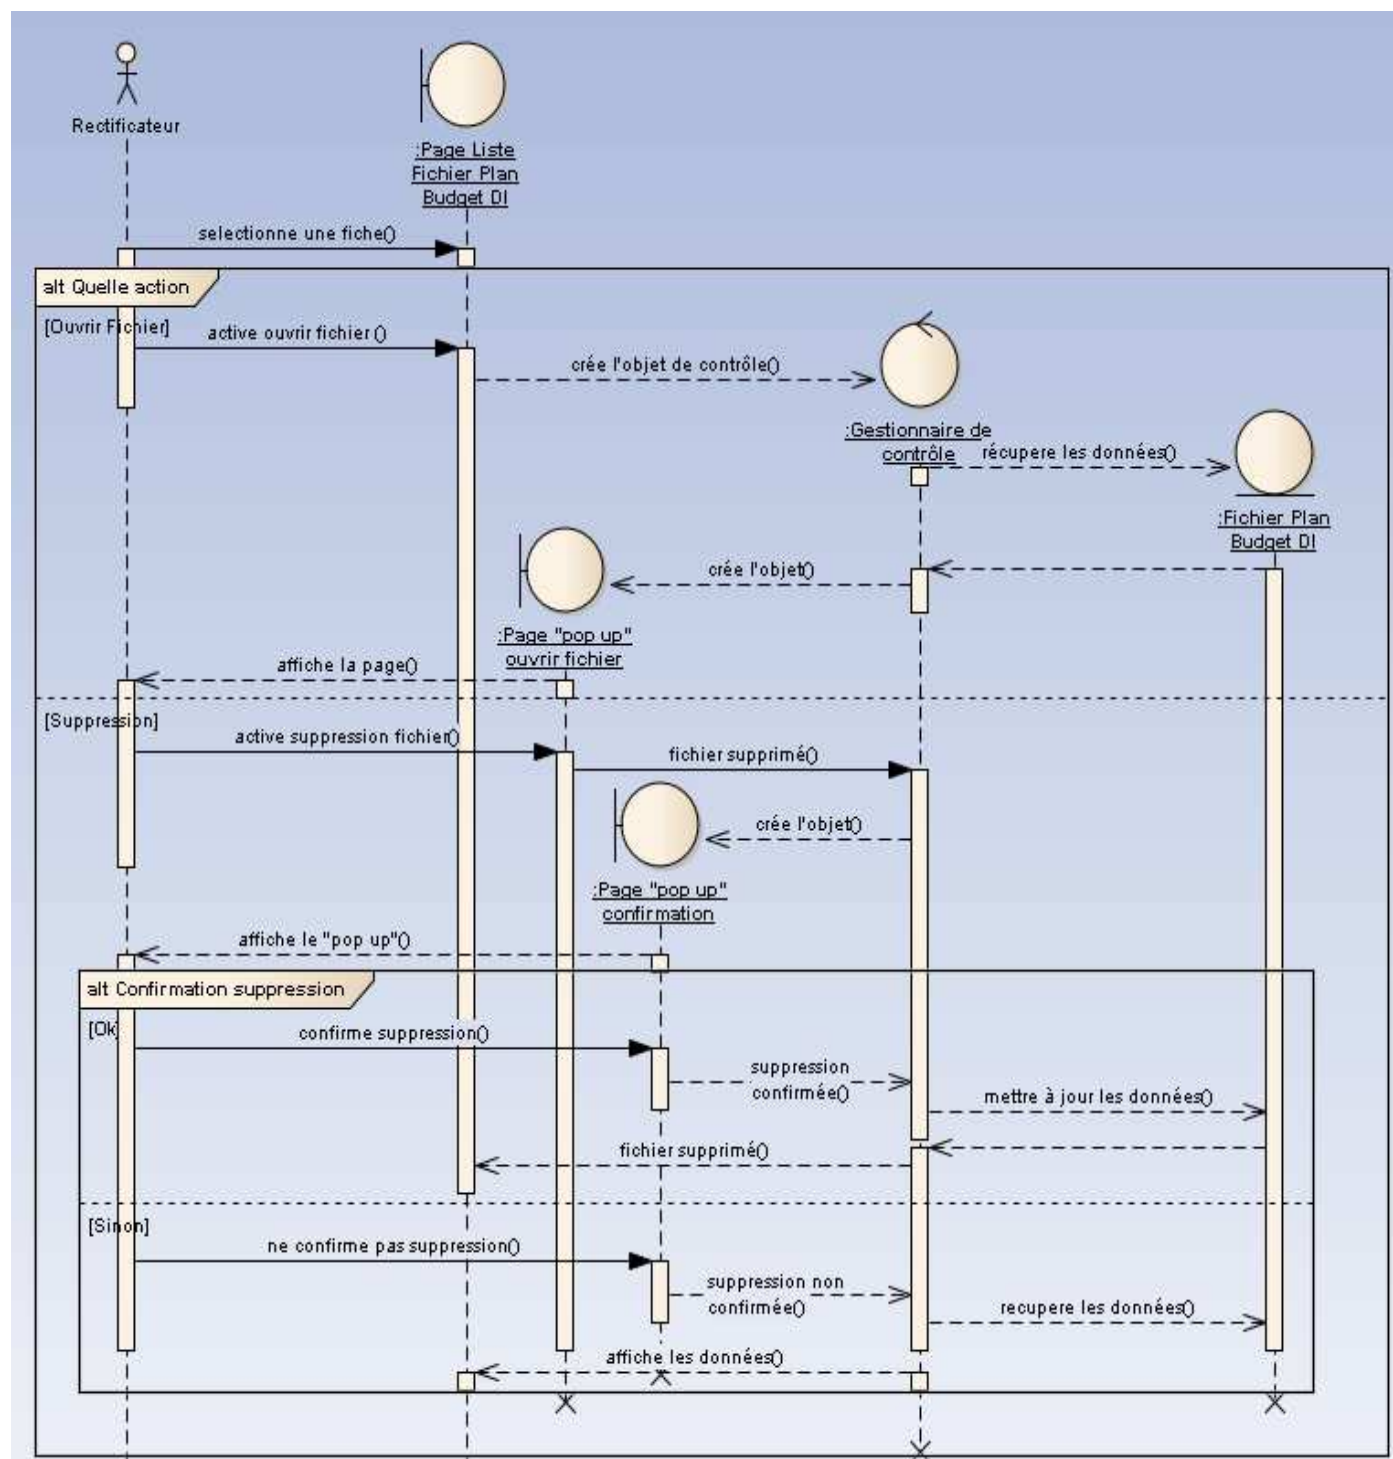 Rectificateur
:Page Liste
Fichier Plan
Budget DI
selectionne une fiche()
alt Quelle action
[Ouvrir Fichier]
active ouvrir fichier ()
crée l'objet de contrôle()
:Gestionnaire de
contrôle
récupere les données()
:Fichier Plan
Budget DI
crée l'objet()
:Page "pop up"
ouvrir fichier
affiche la page()
[Suppression]
active suppression fichier()
fichier supprimé()
crée l'objet()
:Page "pop up"
confirmation
affiche le "pop up"()
alt Confirmation suppression
[Ok]
confirme suppression()
suppression
confirmée()
mettre à jour les données()
fichier supprimé()
[Sinon]
ne confirme pas suppression()
suppression non
confirmée()
recupere les données()
affiche les données()